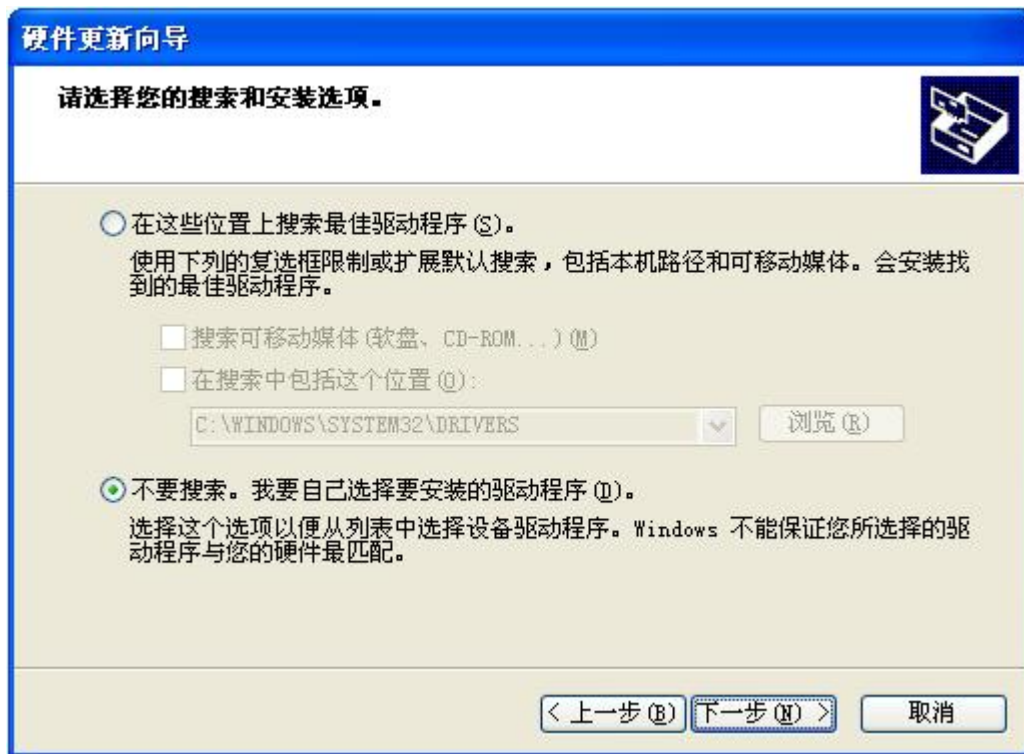 硬件更新向导
请选择您的搜索和安装选项。
在这些位置上搜索最佳驱动程序(S)。
使用下列的复选框限制或扩展默认搜索，包括本机路径和可移动媒体。会安装找
到的最佳驱动程序。
搜索可移动媒体(软盘、CD-ROM...)(M)
在搜索中包括这个位置(O):
C:\WINDOWS\SYSTEM32\DRIVERS
浏览(R)
不要搜索。我要自己选择要安装的驱动程序(D)。
选择这个选项以便从列表中选择设备驱动程序。Windows 不能保证您所选择的驱
动程序与您的硬件最匹配。
< 上一步(B) 下一步(N) > 取消